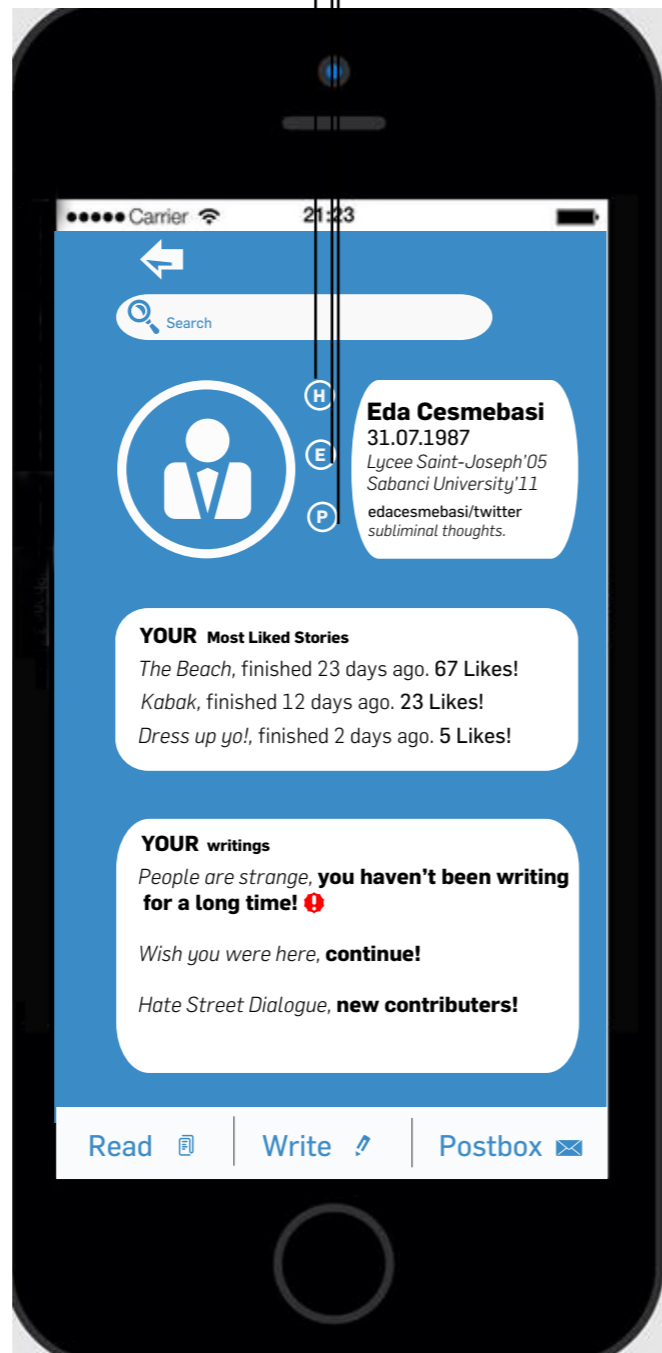 Carrier 21:23
Search
H
E
P
Eda Cesmebasi
31.07.1987
Lycee Saint-Joseph'05
Sabanci University'11
edacesmebasi/twitter
subliminal thoughts.
YOUR Most Liked Stories
The Beach, finished 23 days ago. 67 Likes!
Kabak, finished 12 days ago. 23 Likes!
Dress up yo!, finished 2 days ago. 5 Likes!
YOUR writings
People are strange, you haven't been writing
for a long time!
Wish you were here, continue!
Hate Street Dialogue, new contributers!
Read Write Postbox